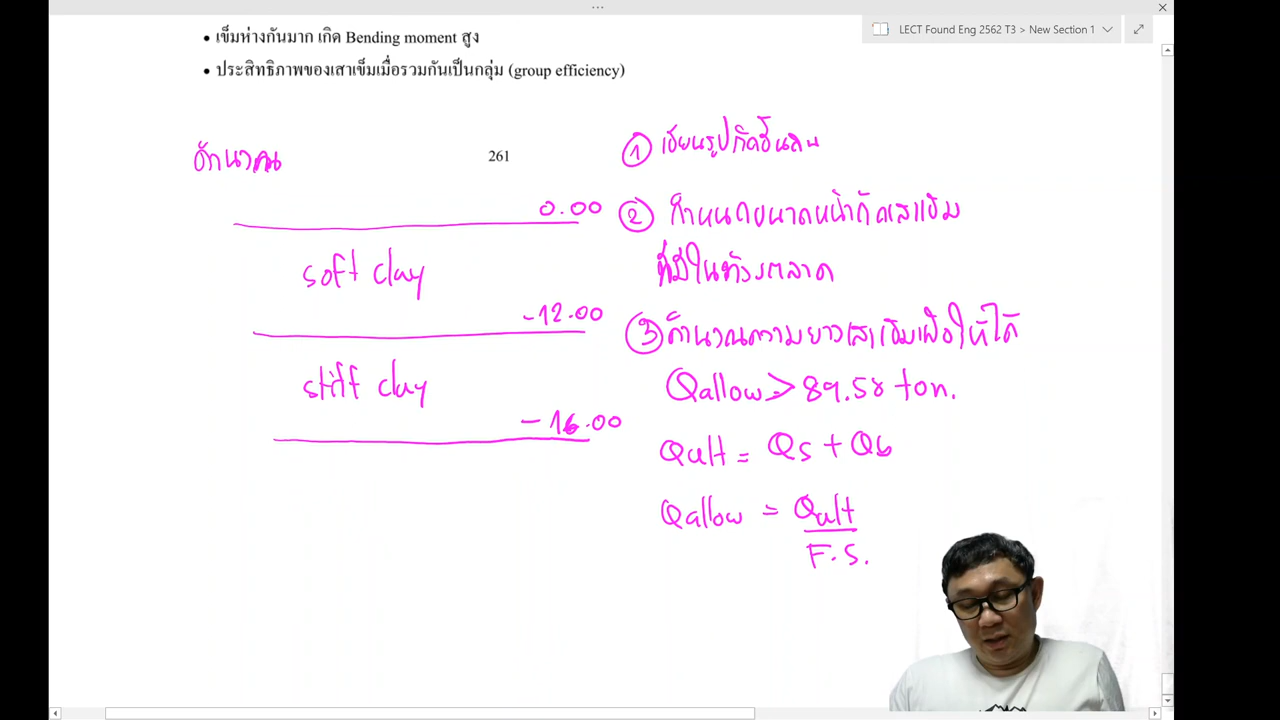 LECT Found Eng 2562 T3 > New Section 1
• เข็มห่างกันมาก เกิด Bending moment สูง
• ประสิทธิภาพของเสาเข็มเมื่อรวมกันเป็นกลุ่ม (group efficiency)
261
คำนวณ
0.00
soft clay
-12.00
stiff clay
-16.00
① เขียนรูปตัดชั้นดิน
② กำหนดขนาดหน้าตัดเสาเข็ม
ที่มีในท้องตลาด
③ คำนวณความยาวเสาเข็มเพื่อให้ได้
Qallow > 89.58 ton.
Qult = Qs + Qb
Qallow = Qult
F.S.